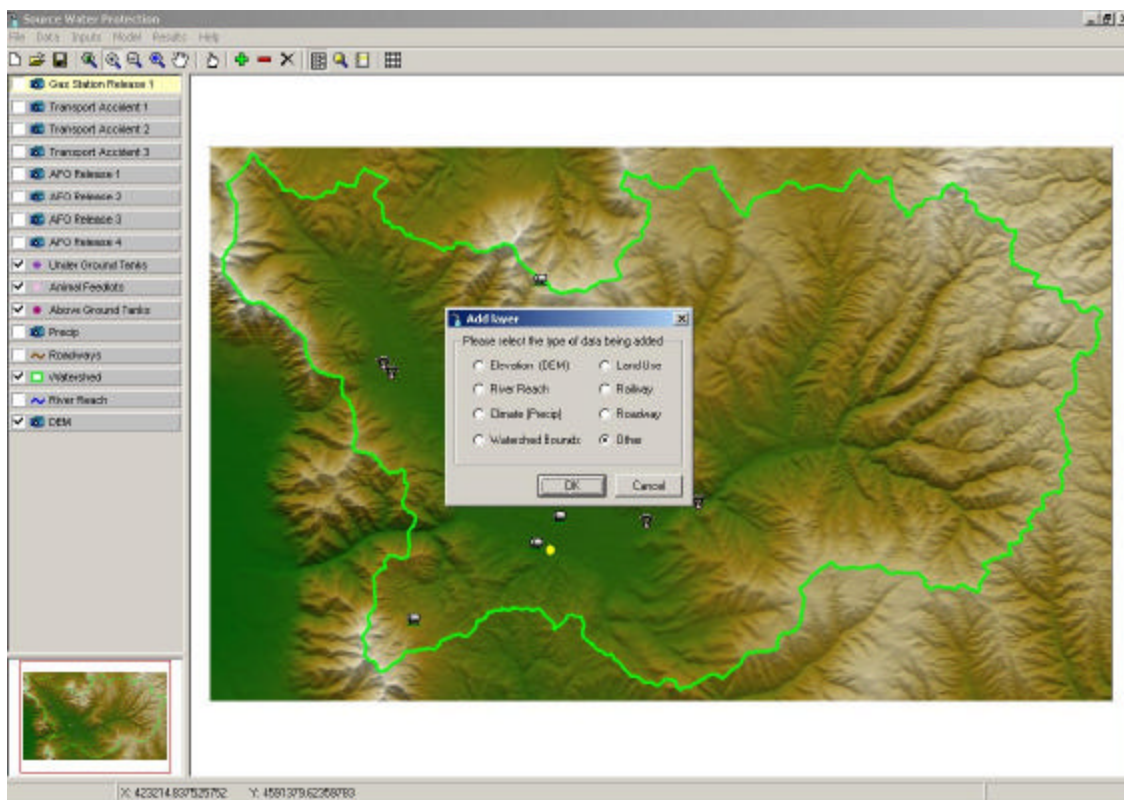 Source Water Protection
File Data Inputs Model Results Help
Gas Station Release 1
Transport Accident 1
Transport Accident 2
Transport Accident 3
AFO Release 1
AFO Release 2
AFO Release 3
AFO Release 4
Under Ground Tanks
Animal Feedlots
Above Ground Tanks
Precip
Roadways
Watershed
River Reach
DEM
Add layer
Please select the type of data being added
Elevation (DEM) Land Use
River Reach Railway
Climate (Precip) Roadway
Watershed Bounds Other
OK Cancel
X: 423214.837525752 Y: 4591379.62358783